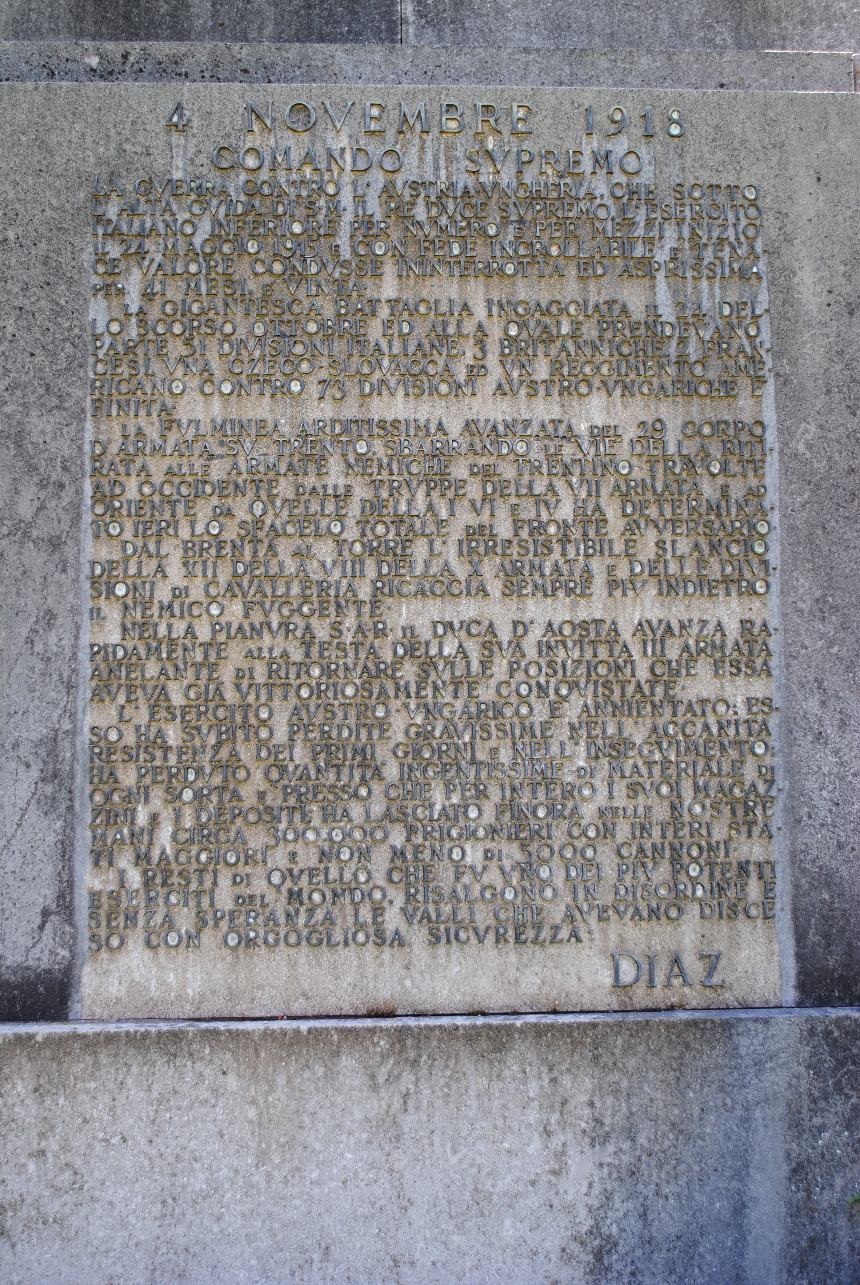 4 NOVEMBRE 1918
COMANDO SVPREMO
LA GVERRA CONTRO L'AVSTRIA VNGHERIA, CHE SOTTO
L'ALTA GVIDA DI S.M. IL RE DVCE SVPREMO, L'ESERCITO
ITALIANO INFERIORE PER NVMERO E PER MEZZI INIZIÒ
IL 24 MAGGIO 1915 E CON FEDE INCROLLABILE E TENA
CE VALORE CONDVSSE ININTERROTTA ED ASPRISSIMA
PER 41 MESI, È VINTA
LA GIGANTESCA BATTAGLIA INGAGGIATA IL 24 DEL
LO SCORSO OTTOBRE ED ALLA QVALE PRENDEVANO
PARTE 51 DIVISIONI ITALIANE, 3 BRITANNICHE, 2 FRAN
CESI, VNA CZECO-SLOVACCA ED VN REGGIMENTO AME
RICANO CONTRO 73 DIVISIONI AVSTRO-VNGARICHE È
FINITA
LA FVLMINEA ARDITISSIMA AVANZATA DEL 29 CORPO
D'ARMATA SV TRENTO, SBARRANDO LE VIE DELLA RITI
RATA ALLE ARMATE NEMICHE DEL TRENTINO TRAVOLTE
AD OCCIDENTE DALLE TRVPPE DELLA VII ARMATA E AD
ORIENTE DA QVELLE DELLA I VI E IV HA DETERMINA
TO IERI LO SFACELO TOTALE DEL FRONTE AVVERSARIO
DAL BRENTA AL TORRE L'IRRESISTIBILE SLANCIO
DELLA XII DELLA VIII DELLA X ARMATA E DELLE DIVI
SIONI DI CAVALLERIA RICACCIA SEMPRE PIV INDIETRO
IL NEMICO FVGGENTE
NELLA PIANVRA S·A·R· IL DVCA D'AOSTA AVANZA RA-
PIDAMENTE ALLA TESTA DELLA SVA INVITTA III ARMATA
ANELANTE DI RITORNARE SVLLE POSIZIONI CHE ESSA
AVEVA GIÀ VITTORIOSAMENTE CONQVISTATE
L'ESERCITO AVSTRO VNGARICO È ANNIENTATO: ES-
SO HA SVBITO PERDITE GRAVISSIME NELL'ACCANITA
RESISTENZA DEI PRIMI GIORNI E NELL'INSEGVIMENTO:
HA PERDVTO QVANTITÀ INGENTISSIME DI MATERIALE DI
OGNI SORTA E PRESSO CHE PER INTERO I SVOI MAGAZ
ZINI E I DEPOSITI: HA LASCIATO FINORA NELLE NOSTRE
MANI CIRCA 300.000 PRIGIONIERI CON INTERI STA-
TI MAGGIORI E NON MENO DI 5000 CANNONI
I RESTI DI QVELLO CHE FV VNO DEI PIV POTENTI
ESERCITI DEL MONDO, RISALGONO IN DISORDINE E
SENZA SPERANZA LE VALLI CHE AVEVANO DISCE
SO CON ORGOGLIOSA SICVREZZA
DIAZ